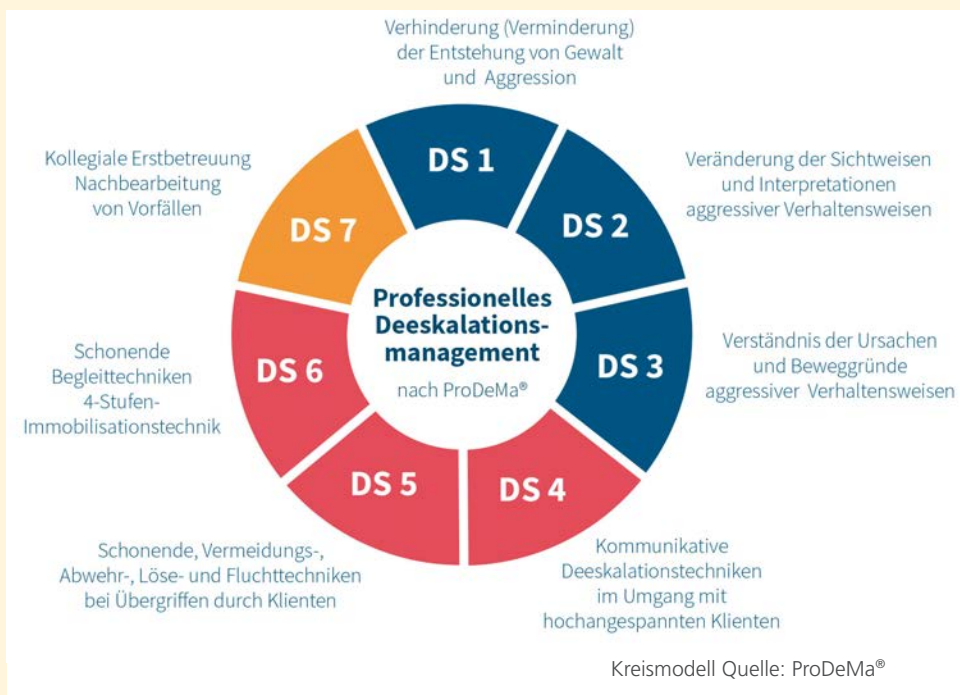 Verhinderung (Verminderung)
der Entstehung von Gewalt
und Aggression
DS 1
Veränderung der Sichtweisen
und Interpretationen
aggressiver Verhaltensweisen
DS 2
Verständnis der Ursachen
und Beweggründe
aggressiver Verhaltensweisen
DS 3
Kommunikative
Deeskalationstechniken
im Umgang mit
hochangespannten Klienten
DS 4
Schonende, Vermeidungs-,
Abwehr-, Löse- und Fluchttechniken
bei Übergriffen durch Klienten
DS 5
Schonende
Begleittechniken
4-Stufen-
Immobilisationstechnik
DS 6
Kollegiale Erstbetreuung
Nachbearbeitung
von Vorfällen
DS 7
Professionelles
Deeskalations-
management
nach ProDeMa®
Kreismodell Quelle: ProDeMa®